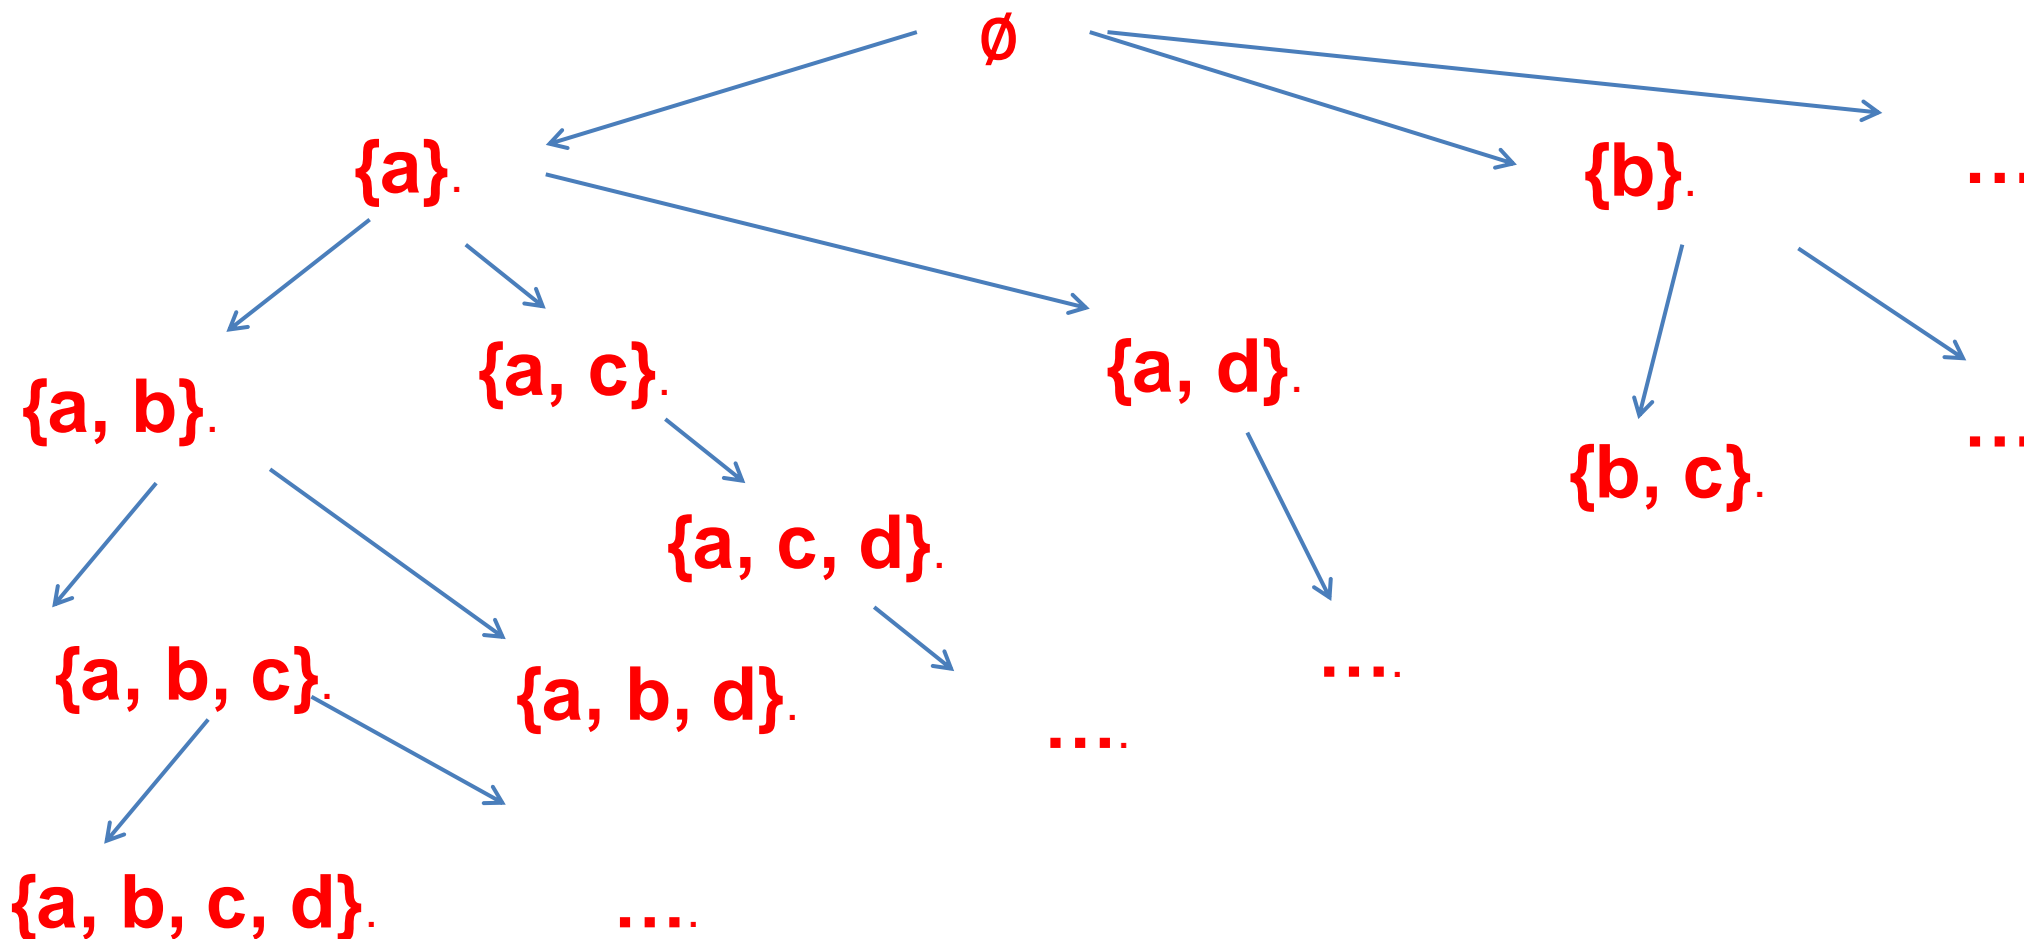 ∅
{a}.
{b}.
…
{a, b}.
{a, c}.
{a, d}.
{b, c}.
…
{a, c, d}.
{a, b, c}.
{a, b, d}.
….
….
{a, b, c, d}.
….